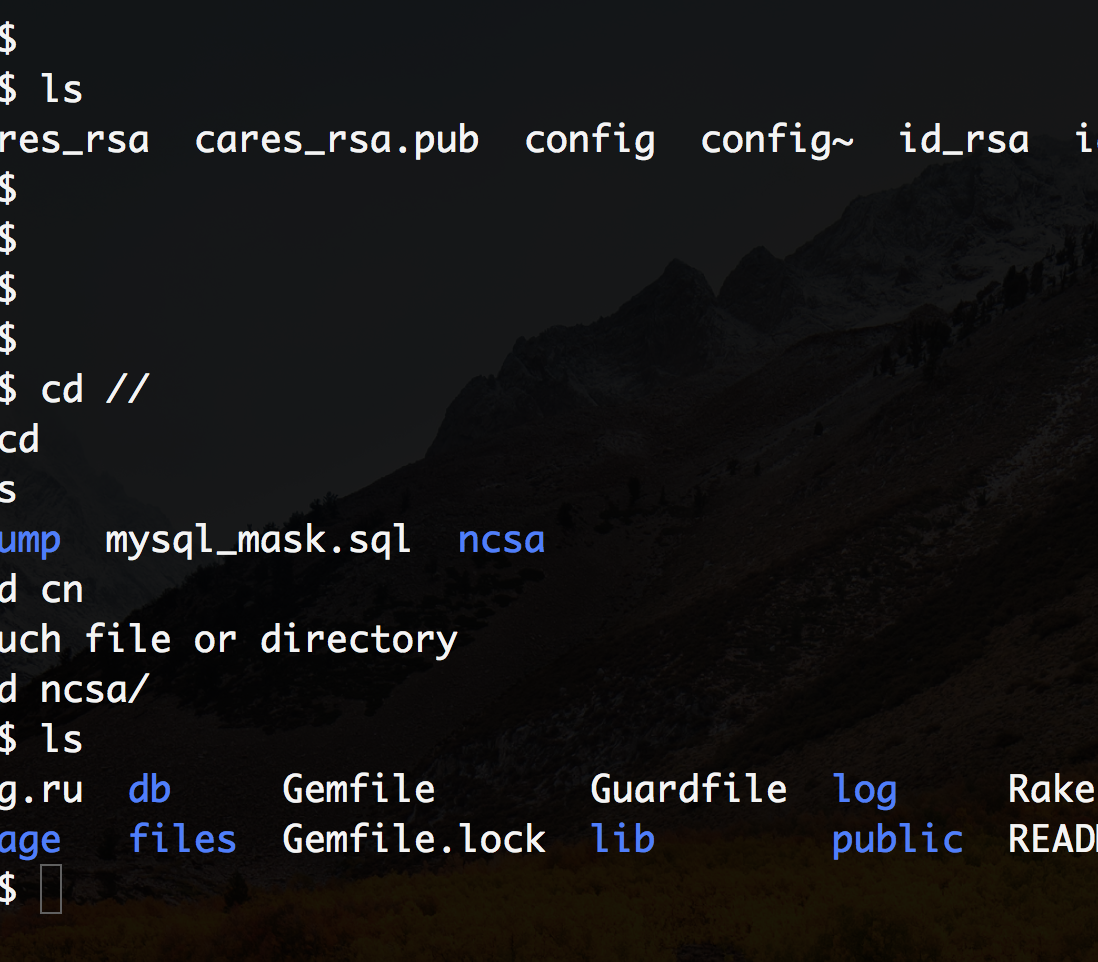 $
$ ls
res_rsa cares_rsa.pub config config~ id_rsa i
$
$
$
$
$ cd //
cd
s
ump mysql_mask.sql ncsa
d cn
uch file or directory
d ncsa/
$ ls
g.ru db Gemfile Guardfile log Rake
age files Gemfile.lock lib public READ
$